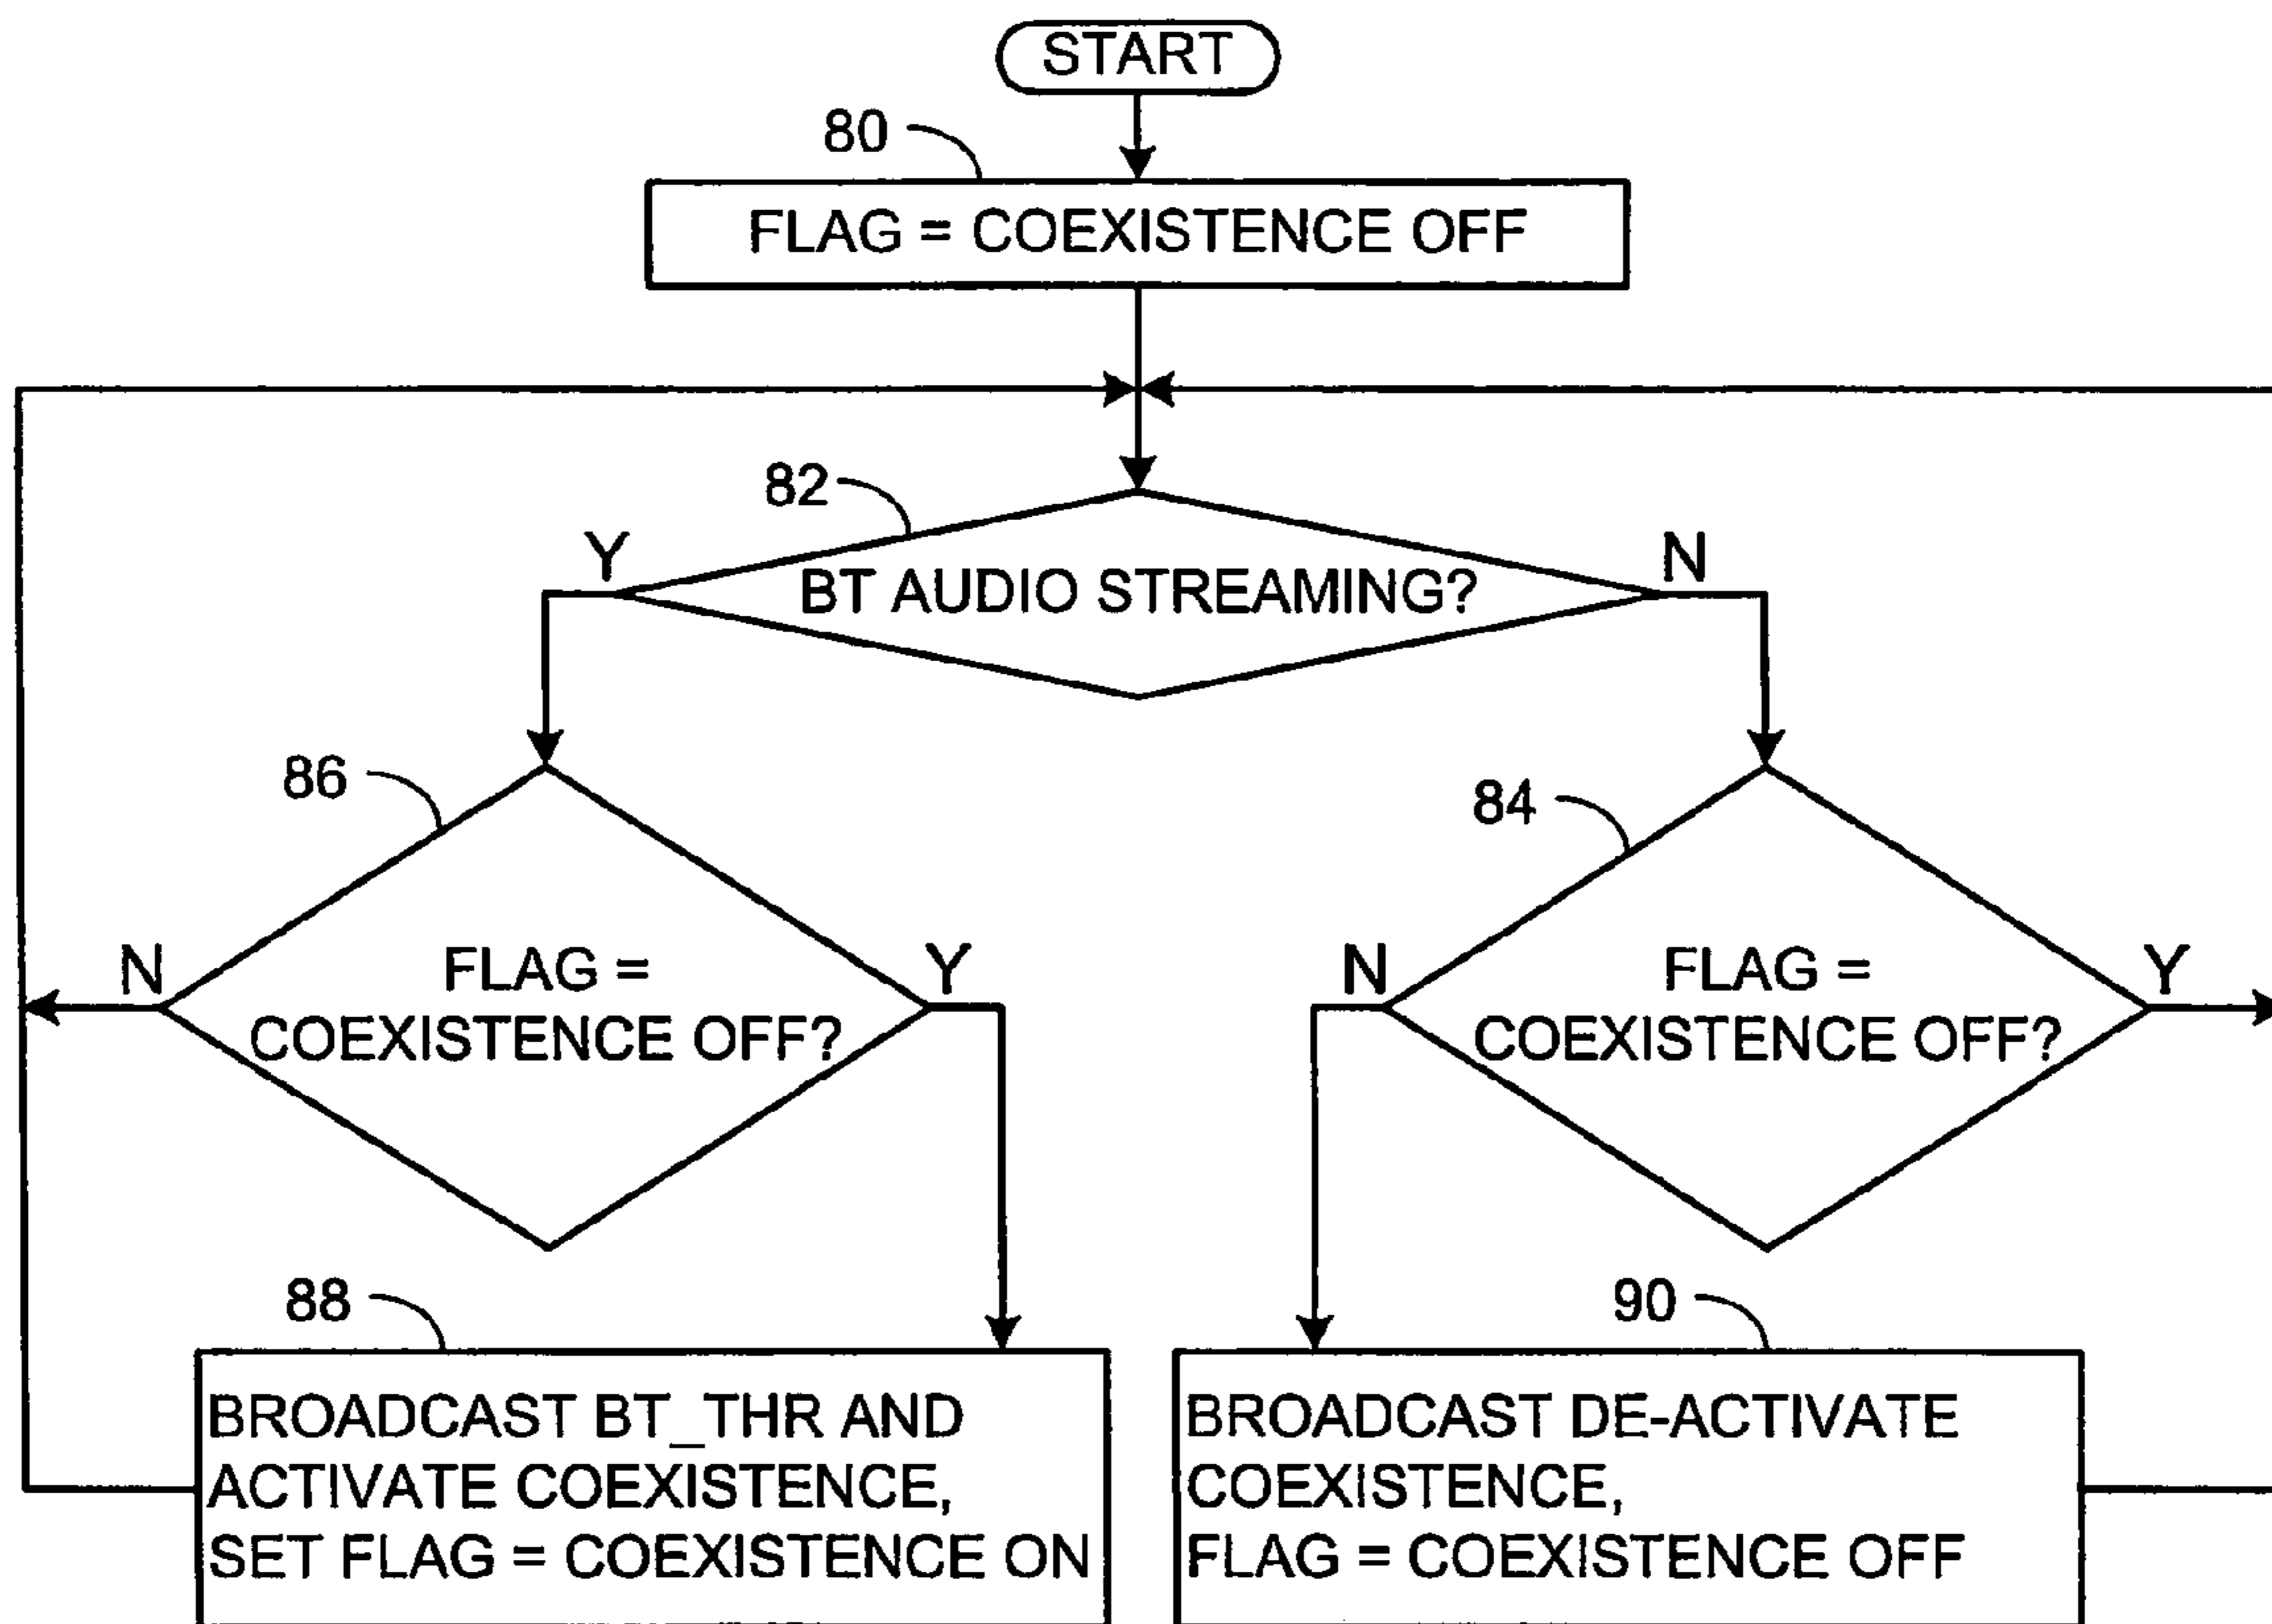 START
80
FLAG = COEXISTENCE OFF
82
Y
N
BT AUDIO STREAMING?
86
84
N
FLAG =
COEXISTENCE OFF?
Y
N
FLAG =
COEXISTENCE OFF?
Y
88
90
BROADCAST BT_THR AND
ACTIVATE COEXISTENCE,
SET FLAG = COEXISTENCE ON
BROADCAST DE-ACTIVATE
COEXISTENCE,
FLAG = COEXISTENCE OFF